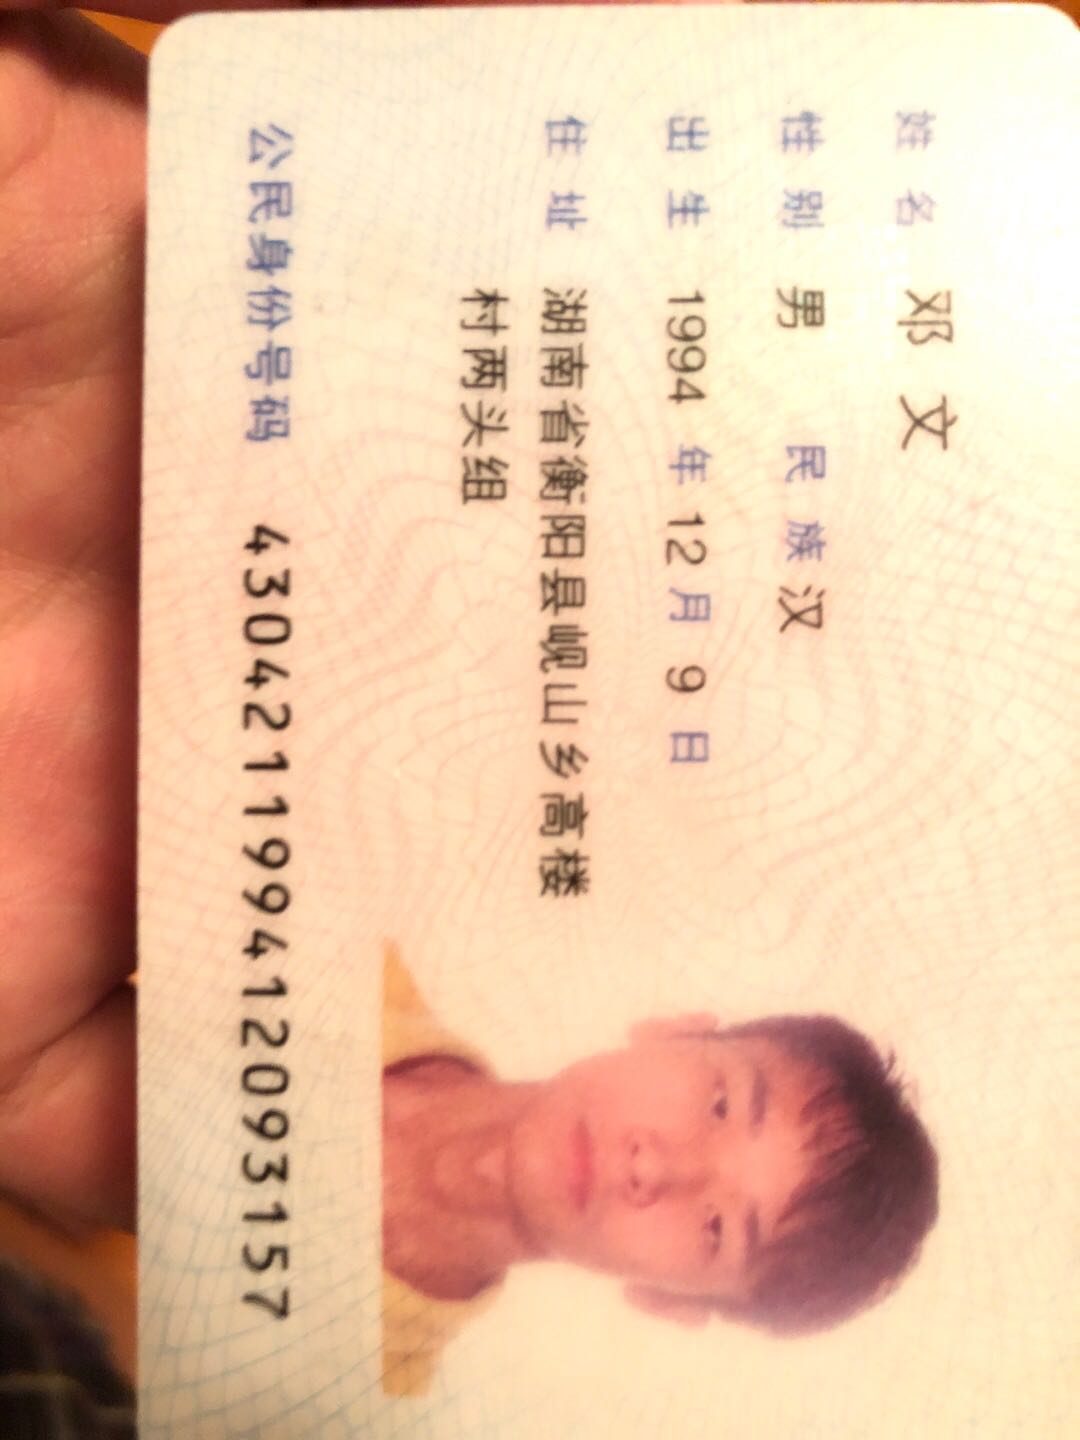 姓名 邓文
性别 男 民族 汉
出生 1994 年 12 月 9 日
住址 湖南省衡阳县岘山乡高楼
村两头组
公民身份号码 430421199412093157